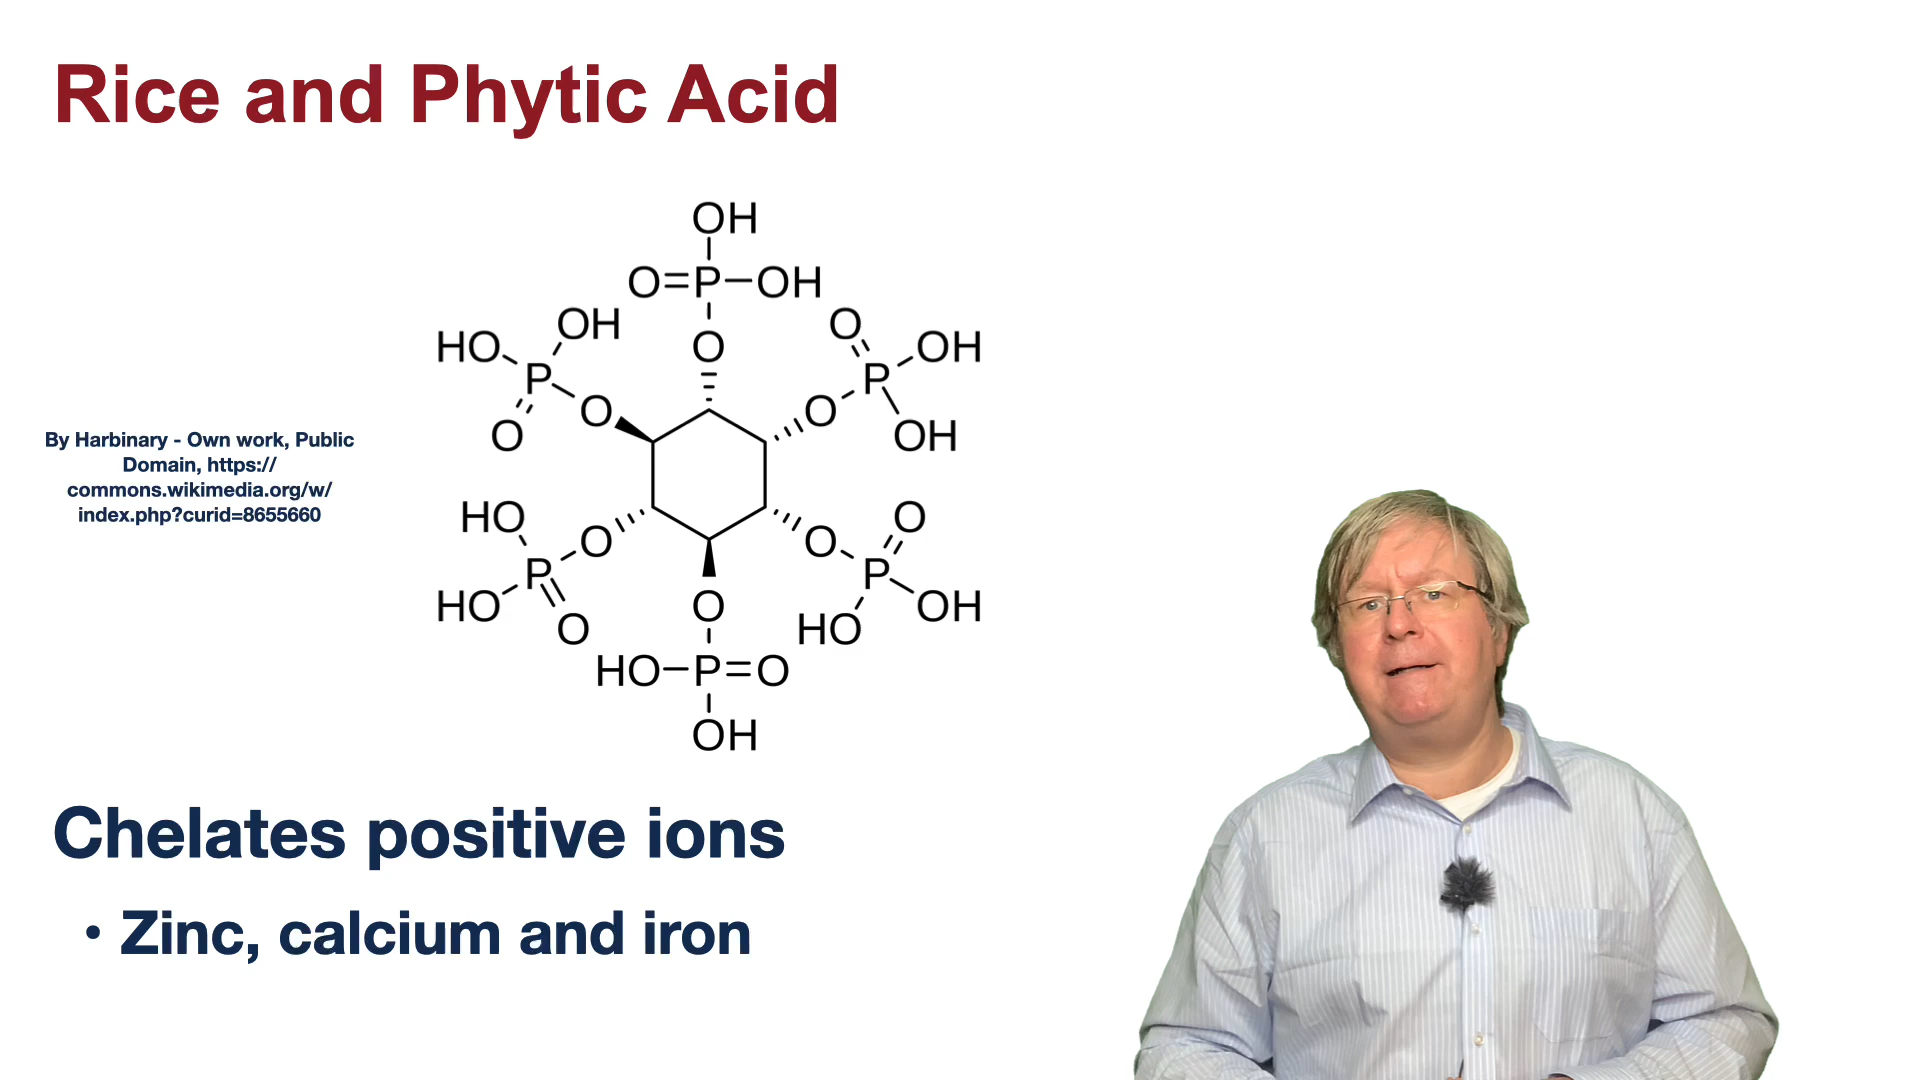 Rice and Phytic Acid
OH
O=P–OH
O
HO
OH
P
O
O
O
P
OH
OH
O
By Harbinary - Own work, Public
Domain, https://
commons.wikimedia.org/w/
index.php?curid=8655660
HO
HO
P
O
O
O
P
O
OH
HO
O
HO–P=O
OH
Chelates positive ions
• Zinc, calcium and iron